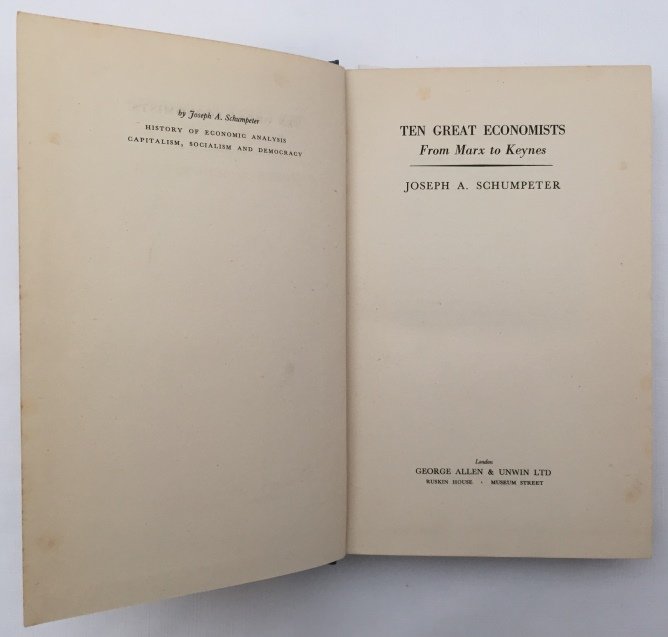 by Joseph A. Schumpeter
HISTORY OF ECONOMIC ANALYSIS
CAPITALISM, SOCIALISM AND DEMOCRACY
TEN GREAT ECONOMISTS
From Marx to Keynes
JOSEPH A. SCHUMPETER
London
GEORGE ALLEN & UNWIN LTD
RUSKIN HOUSE · MUSEUM STREET